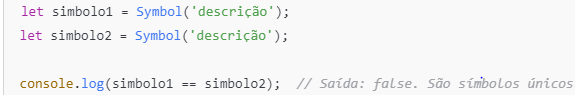 let simbolo1 = Symbol('descrição');
let simbolo2 = Symbol('descrição');
console.log(simbolo1 == simbolo2);  // Saída: false. São símbolos únicos